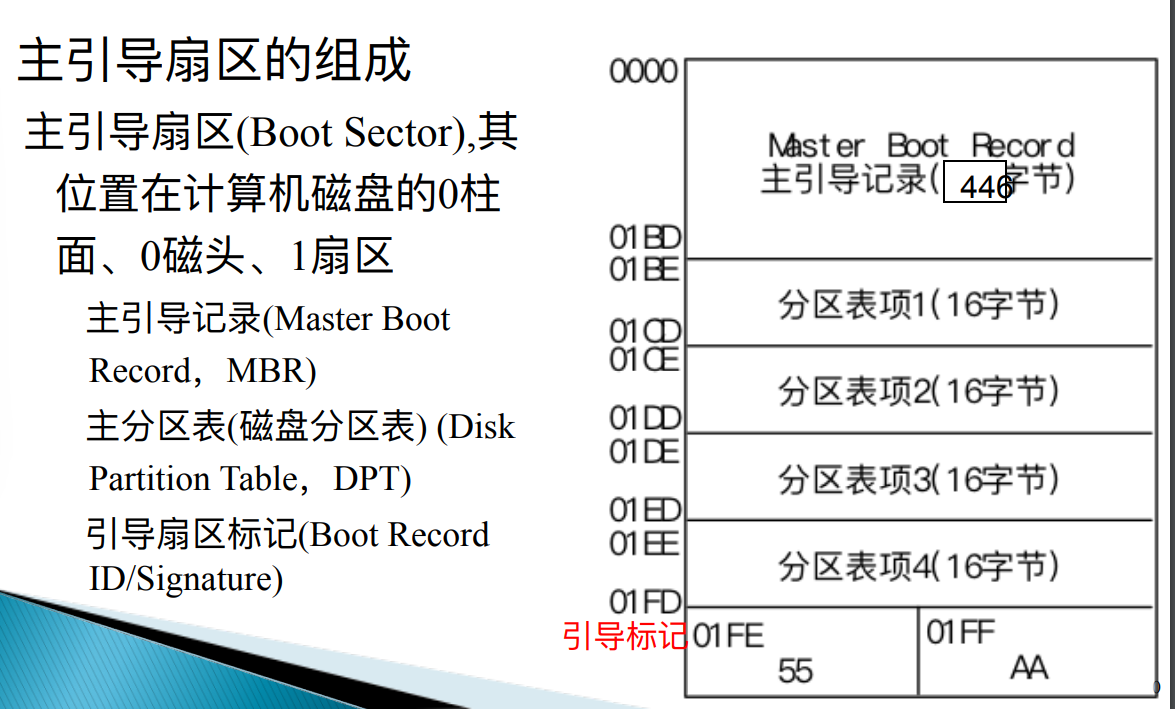 主引导扇区的组成
主引导扇区(Boot Sector),其
位置在计算机磁盘的0柱
面、0磁头、1扇区
主引导记录(Master Boot
Record，MBR)
主分区表(磁盘分区表) (Disk
Partition Table，DPT)
引导扇区标记(Boot Record
ID/Signature)
0000
Master Boot Record
主引导记录(446字节)
01BD
01BE
分区表项1(16字节)
01CD
01CE
分区表项2(16字节)
01DD
01DE
分区表项3(16字节)
01ED
01EE
分区表项4(16字节)
01FD
引导标记 01FE 01FF
55 AA